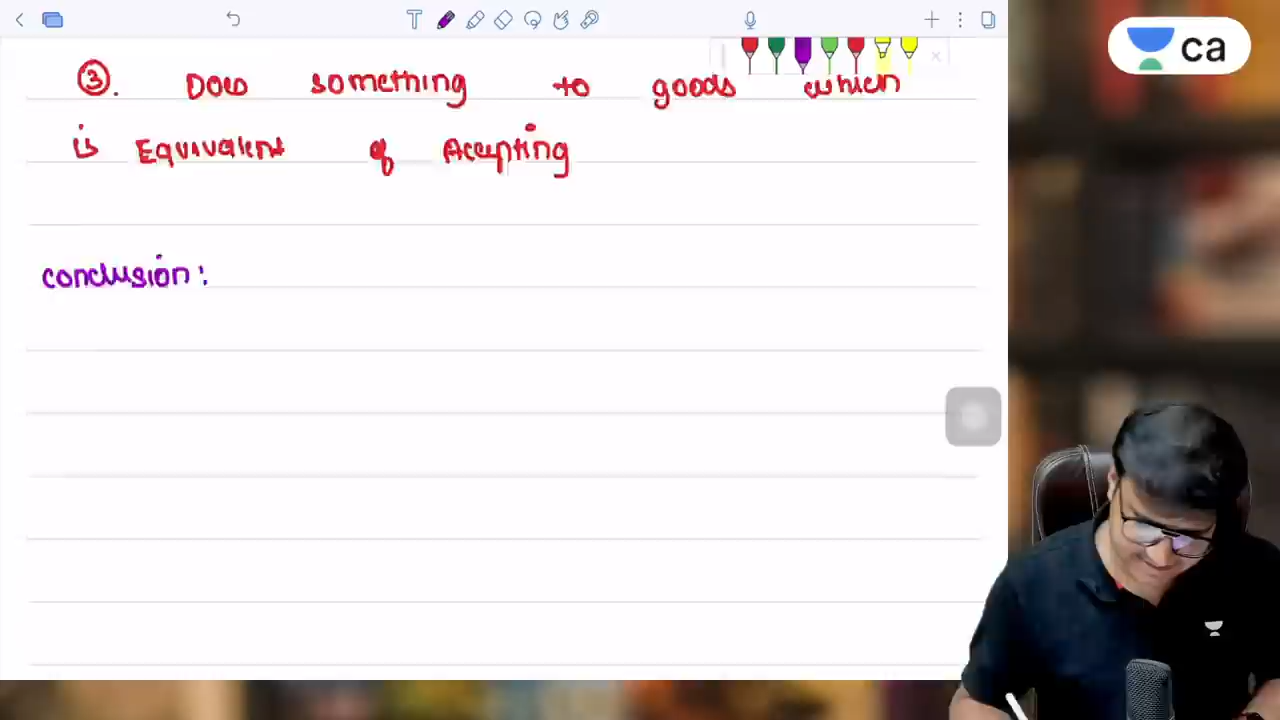 ca
③. Does something to goods which
is Equivalent of Accepting
conclusion: